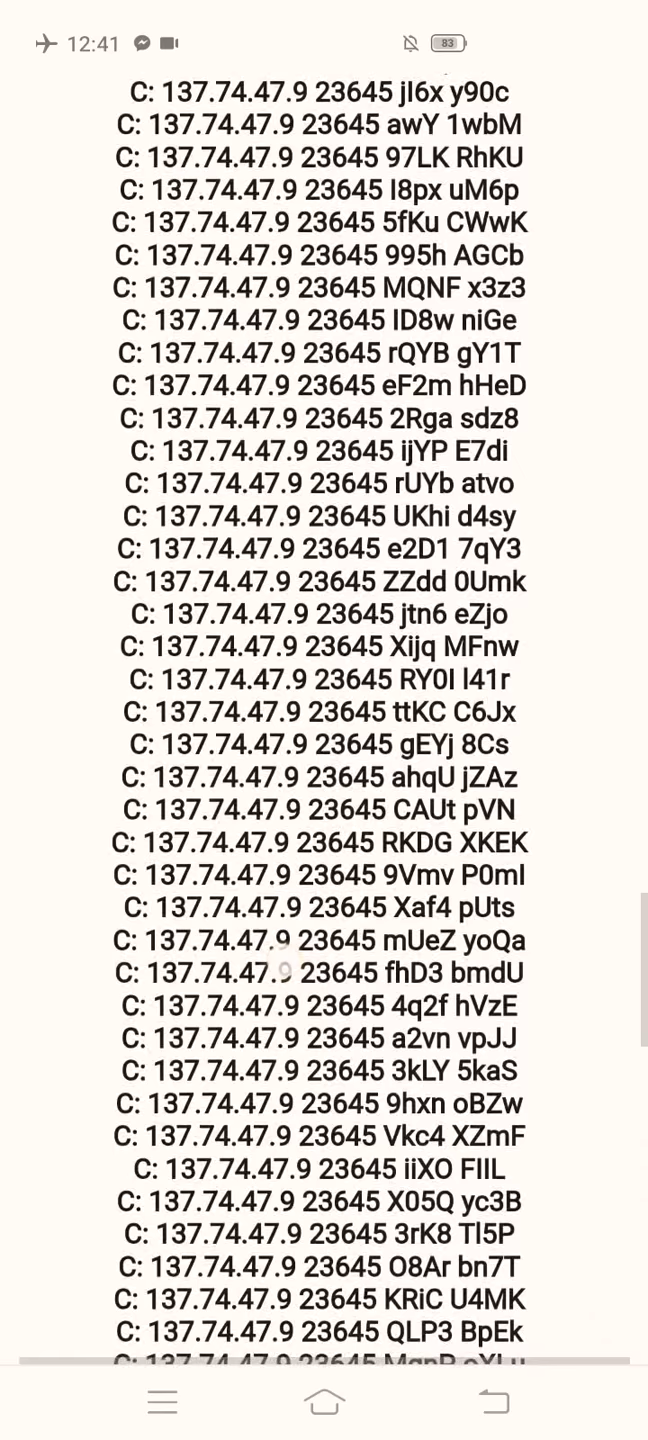 12:41
83
C: 137.74.47.9 23645 jI6x y90c
C: 137.74.47.9 23645 awY 1wbM
C: 137.74.47.9 23645 97LK RhKU
C: 137.74.47.9 23645 I8px uM6p
C: 137.74.47.9 23645 5fKu CWwK
C: 137.74.47.9 23645 995h AGCb
C: 137.74.47.9 23645 MQNF x3z3
C: 137.74.47.9 23645 ID8w niGe
C: 137.74.47.9 23645 rQYB gY1T
C: 137.74.47.9 23645 eF2m hHeD
C: 137.74.47.9 23645 2Rga sdz8
C: 137.74.47.9 23645 ijYP E7di
C: 137.74.47.9 23645 rUYb atvo
C: 137.74.47.9 23645 UKhi d4sy
C: 137.74.47.9 23645 e2D1 7qY3
C: 137.74.47.9 23645 ZZdd 0Umk
C: 137.74.47.9 23645 jtn6 eZjo
C: 137.74.47.9 23645 Xijq MFnw
C: 137.74.47.9 23645 RY0I l41r
C: 137.74.47.9 23645 ttKC C6Jx
C: 137.74.47.9 23645 gEYj 8Cs
C: 137.74.47.9 23645 ahqU jZAz
C: 137.74.47.9 23645 CAUt pVN
C: 137.74.47.9 23645 RKDG XKEK
C: 137.74.47.9 23645 9Vmv P0ml
C: 137.74.47.9 23645 Xaf4 pUts
C: 137.74.47.9 23645 mUeZ yoQa
C: 137.74.47.9 23645 fhD3 bmdU
C: 137.74.47.9 23645 4q2f hVzE
C: 137.74.47.9 23645 a2vn vpJJ
C: 137.74.47.9 23645 3kLY 5kaS
C: 137.74.47.9 23645 9hxn oBZw
C: 137.74.47.9 23645 Vkc4 XZmF
C: 137.74.47.9 23645 iiXO FIIL
C: 137.74.47.9 23645 X05Q yc3B
C: 137.74.47.9 23645 3rK8 Tl5P
C: 137.74.47.9 23645 O8Ar bn7T
C: 137.74.47.9 23645 KRiC U4MK
C: 137.74.47.9 23645 QLP3 BpEk
C: 137.74.47.9 23645